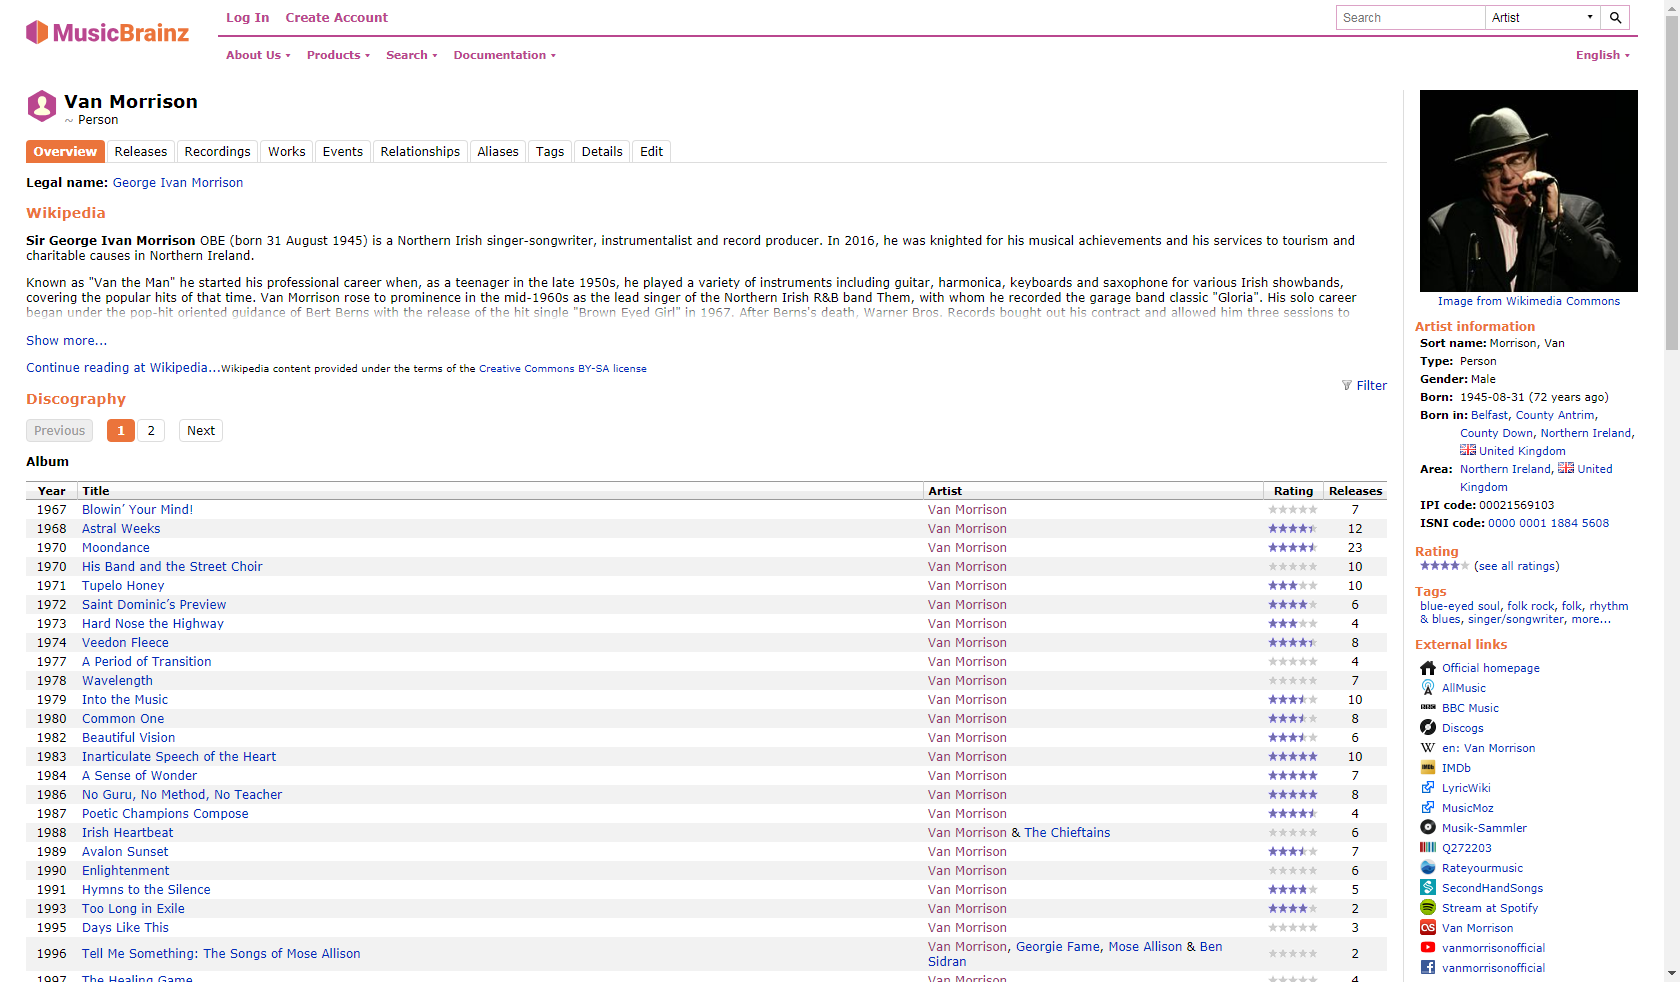 MusicBrainz
Log In Create Account
Search Artist
About Us Products Search Documentation English
Van Morrison
~ Person
Overview Releases Recordings Works Events Relationships Aliases Tags Details Edit
Legal name: George Ivan Morrison
Wikipedia
Sir George Ivan Morrison OBE (born 31 August 1945) is a Northern Irish singer-songwriter, instrumentalist and record producer. In 2016, he was knighted for his musical achievements and his services to tourism and
charitable causes in Northern Ireland.
Known as "Van the Man" he started his professional career when, as a teenager in the late 1950s, he played a variety of instruments including guitar, harmonica, keyboards and saxophone for various Irish showbands,
covering the popular hits of that time. Van Morrison rose to prominence in the mid-1960s as the lead singer of the Northern Irish R&B band Them, with whom he recorded the garage band classic "Gloria". His solo career
began under the pop-hit oriented guidance of Bert Berns with the release of the hit single "Brown Eyed Girl" in 1967. After Berns's death, Warner Bros. Records bought out his contract and allowed him three sessions to
Show more...
Continue reading at Wikipedia...Wikipedia content provided under the terms of the Creative Commons BY-SA license
Filter
Discography
Previous 1 2 Next
Album
Year Title Artist Rating Releases
1967 Blowin’ Your Mind! Van Morrison 7
1968 Astral Weeks Van Morrison 12
1970 Moondance Van Morrison 23
1970 His Band and the Street Choir Van Morrison 10
1971 Tupelo Honey Van Morrison 10
1972 Saint Dominic’s Preview Van Morrison 6
1973 Hard Nose the Highway Van Morrison 4
1974 Veedon Fleece Van Morrison 8
1977 A Period of Transition Van Morrison 4
1978 Wavelength Van Morrison 7
1979 Into the Music Van Morrison 10
1980 Common One Van Morrison 8
1982 Beautiful Vision Van Morrison 6
1983 Inarticulate Speech of the Heart Van Morrison 10
1984 A Sense of Wonder Van Morrison 7
1986 No Guru, No Method, No Teacher Van Morrison 8
1987 Poetic Champions Compose Van Morrison 4
1988 Irish Heartbeat Van Morrison & The Chieftains 6
1989 Avalon Sunset Van Morrison 7
1990 Enlightenment Van Morrison 6
1991 Hymns to the Silence Van Morrison 5
1993 Too Long in Exile Van Morrison 2
1995 Days Like This Van Morrison 3
1996 Tell Me Something: The Songs of Mose Allison Van Morrison, Georgie Fame, Mose Allison & Ben
Sidran 2
1997 The Healing Game Van Morrison 4
Image from Wikimedia Commons
Artist information
Sort name: Morrison, Van
Type: Person
Gender: Male
Born: 1945-08-31 (72 years ago)
Born in: Belfast, County Antrim,
County Down, Northern Ireland,
United Kingdom
Area: Northern Ireland, United
Kingdom
IPI code: 00021569103
ISNI code: 0000 0001 1884 5608
Rating
(see all ratings)
Tags
blue-eyed soul, folk rock, folk, rhythm
& blues, singer/songwriter, more...
External links
Official homepage
AllMusic
BBC Music
Discogs
W en: Van Morrison
IMDb
LyricWiki
MusicMoz
Musik-Sammler
Q272203
Rateyourmusic
SecondHandSongs
Stream at Spotify
Van Morrison
vanmorrisonofficial
vanmorrisonofficial